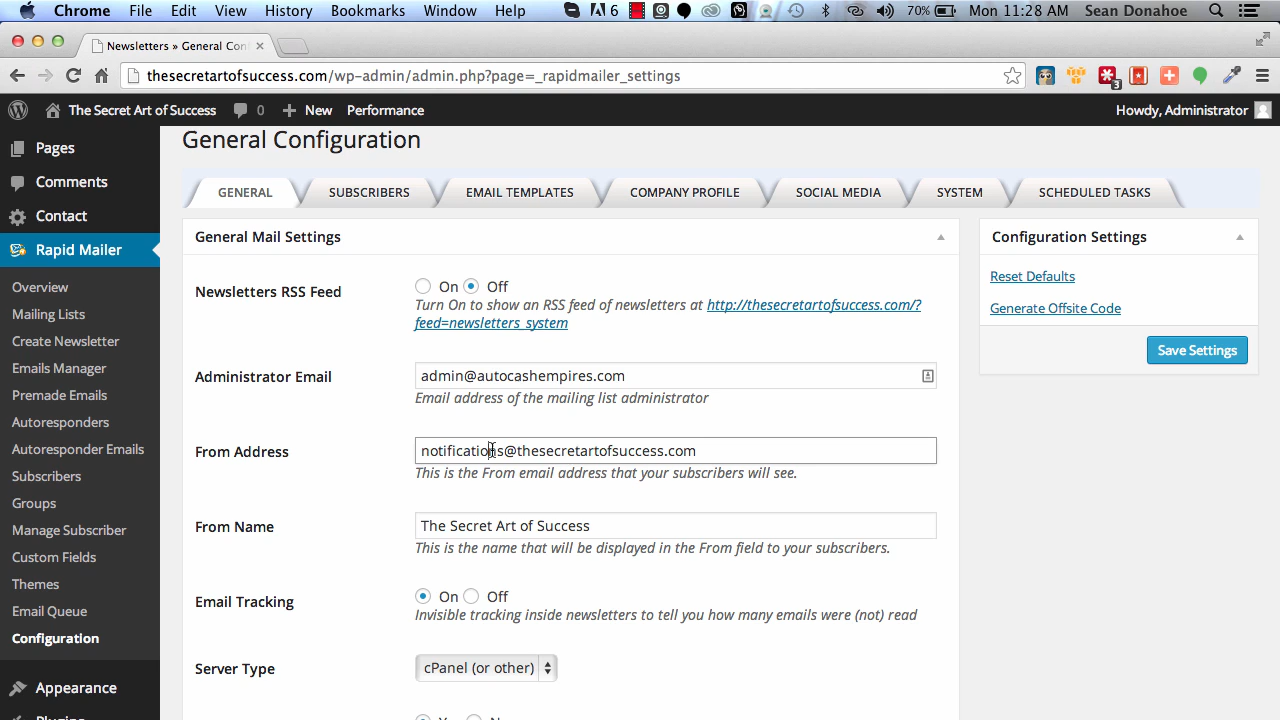 Chrome File Edit View History Bookmarks Window Help 6 70% Mon 11:28 AM Sean Donahoe
Newsletters » General Con
thesecretartofsuccess.com/wp-admin/admin.php?page=_rapidmailer_settings 3
The Secret Art of Success 0 New Performance Howdy, Administrator
Pages
Comments
Contact
Rapid Mailer
Overview
Mailing Lists
Create Newsletter
Emails Manager
Premade Emails
Autoresponders
Autoresponder Emails
Subscribers
Groups
Manage Subscriber
Custom Fields
Themes
Email Queue
Configuration
Appearance
General Configuration
GENERAL SUBSCRIBERS EMAIL TEMPLATES COMPANY PROFILE SOCIAL MEDIA SYSTEM SCHEDULED TASKS
General Mail Settings
Newsletters RSS Feed On Off
Turn On to show an RSS feed of newsletters at http://thesecretartofsuccess.com/?
feed=newsletters_system
Administrator Email admin@autocashempires.com
Email address of the mailing list administrator
From Address notifications@thesecretartofsuccess.com
This is the From email address that your subscribers will see.
From Name The Secret Art of Success
This is the name that will be displayed in the From field to your subscribers.
Email Tracking On Off
Invisible tracking inside newsletters to tell you how many emails were (not) read
Server Type cPanel (or other)
Configuration Settings
Reset Defaults
Generate Offsite Code
Save Settings